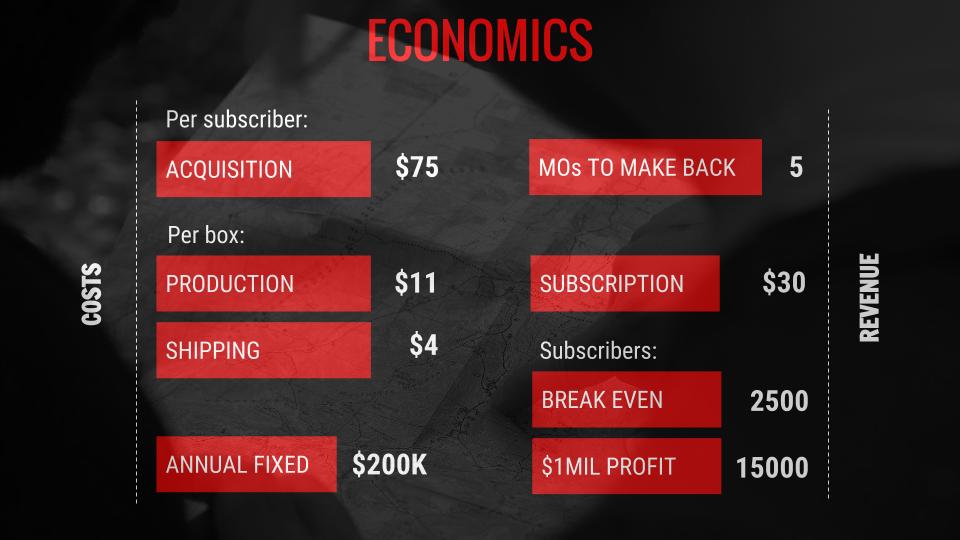 ECONOMICS
COSTS
Per subscriber:
ACQUISITION $75
Per box:
PRODUCTION $11
SHIPPING $4
ANNUAL FIXED $200K
MOs TO MAKE BACK 5
SUBSCRIPTION $30
Subscribers:
BREAK EVEN 2500
$1MIL PROFIT 15000
REVENUE